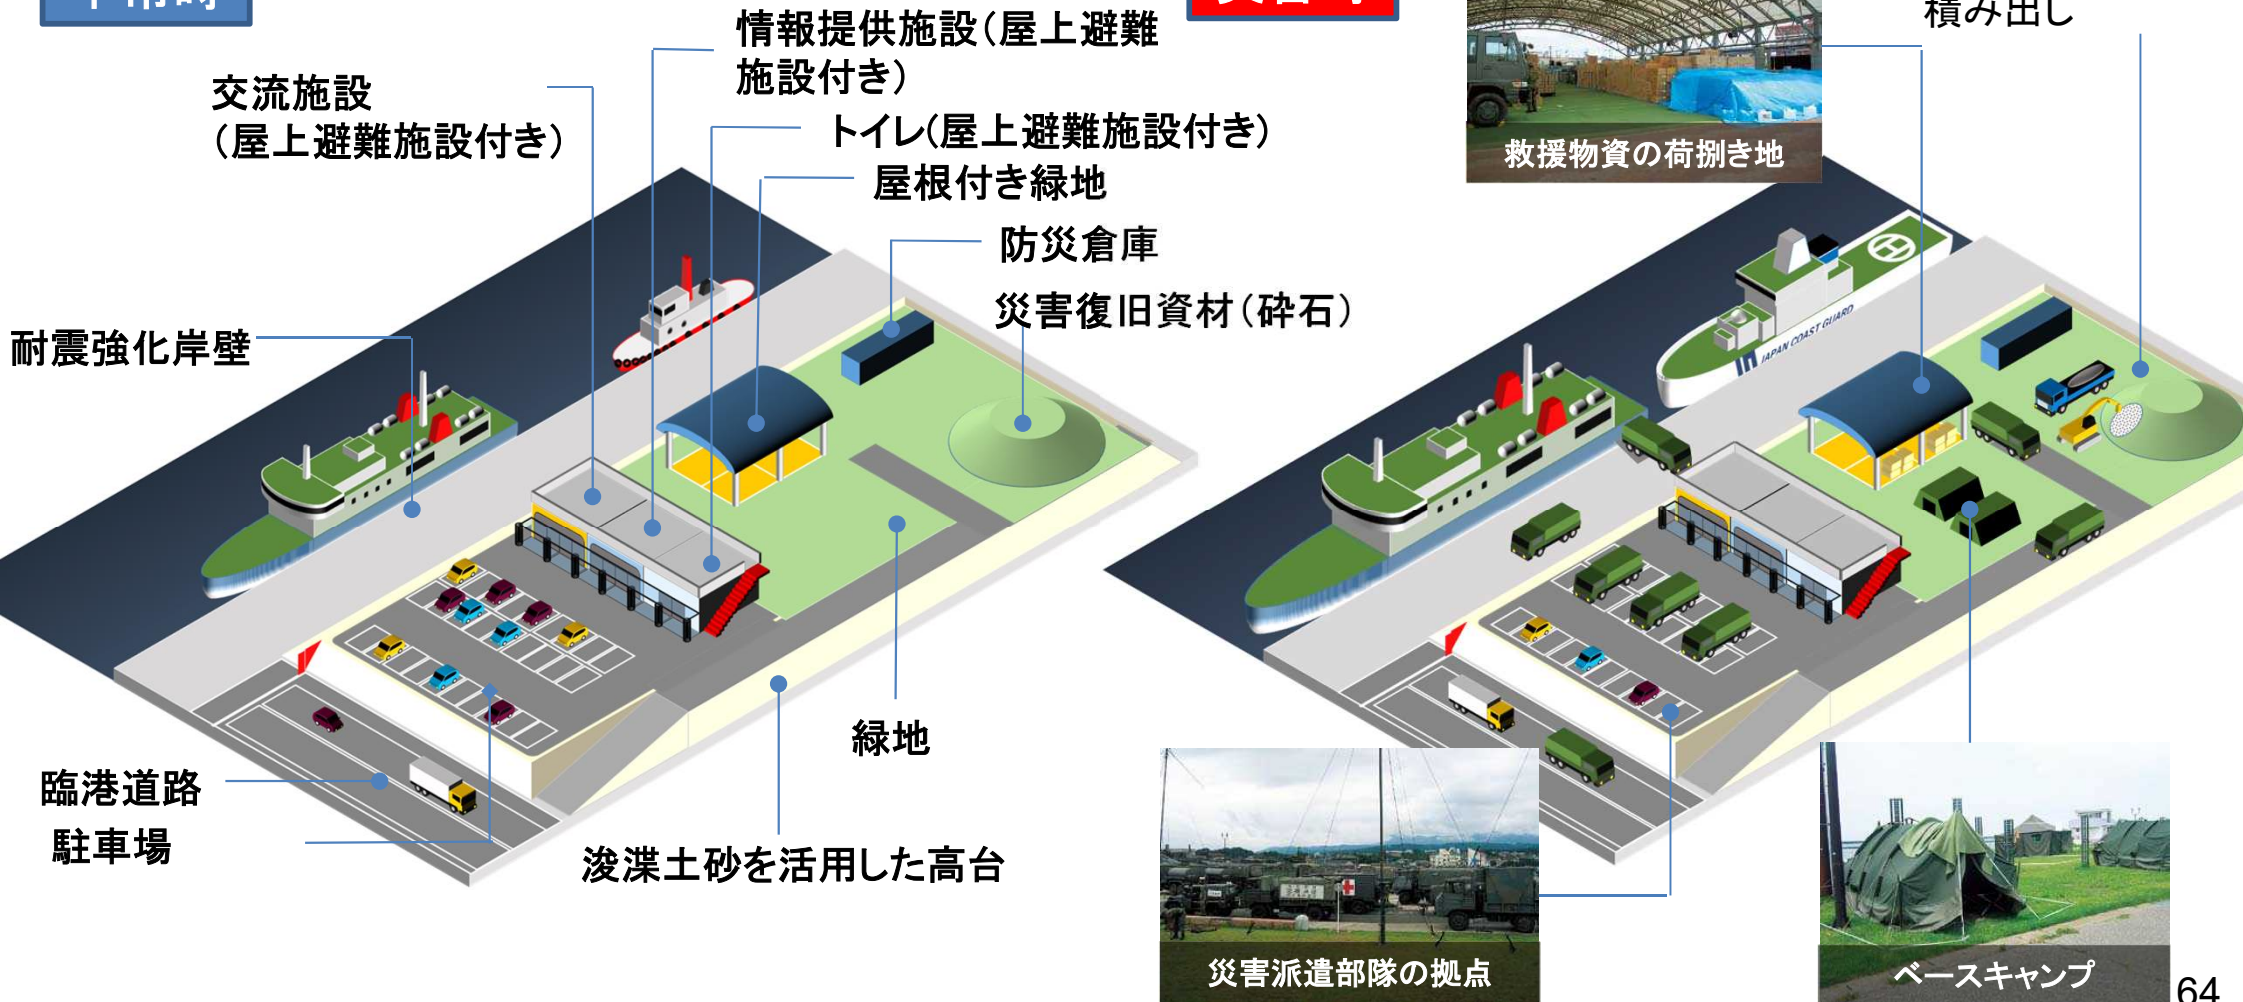 情報提供施設（屋上避難
施設付き）
交流施設
（屋上避難施設付き）
トイレ(屋上避難施設付き）
屋根付き緑地
防災倉庫
災害復旧資材（砕石）
耐震強化岸壁
緑地
臨港道路
駐車場
浚渫土砂を活用した高台
積み出し
救援物資の荷捌き地
JAPAN COAST GUARD
災害派遣部隊の拠点
ベースキャンプ
64